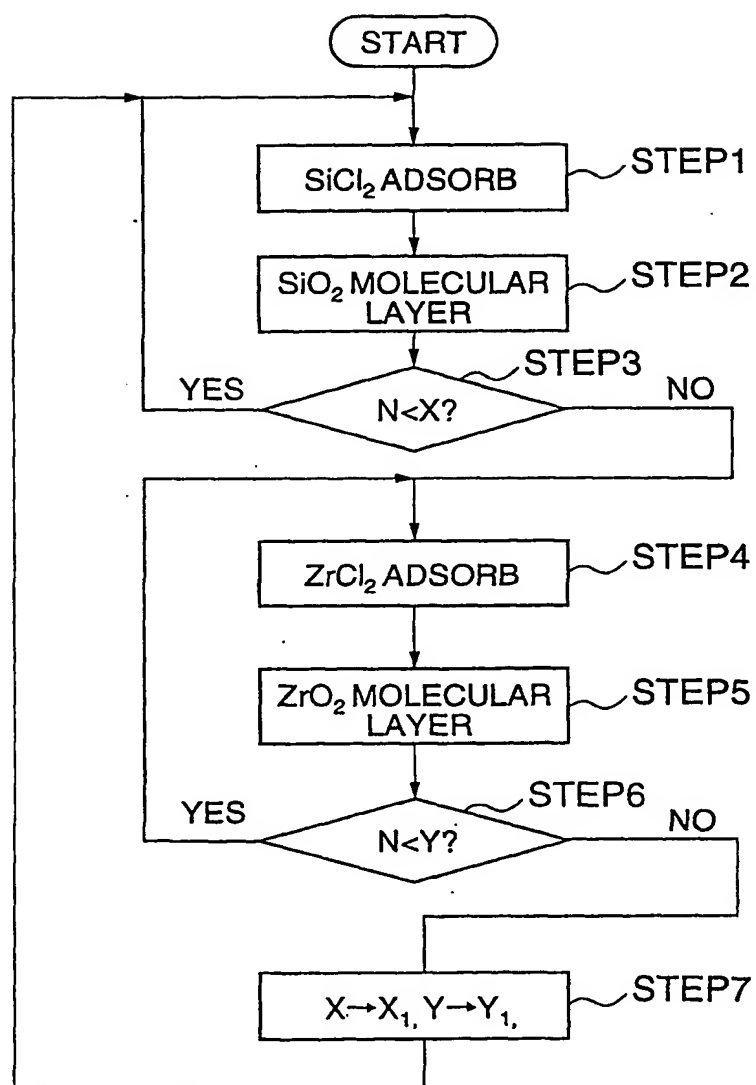 START
SiCl₂ ADSORB
STEP1
SiO₂ MOLECULAR
LAYER
STEP2
STEP3
YES
N<X?
NO
ZrCl₂ ADSORB
STEP4
ZrO₂ MOLECULAR
LAYER
STEP5
STEP6
YES
N<Y?
NO
X→X₁, Y→Y₁,
STEP7